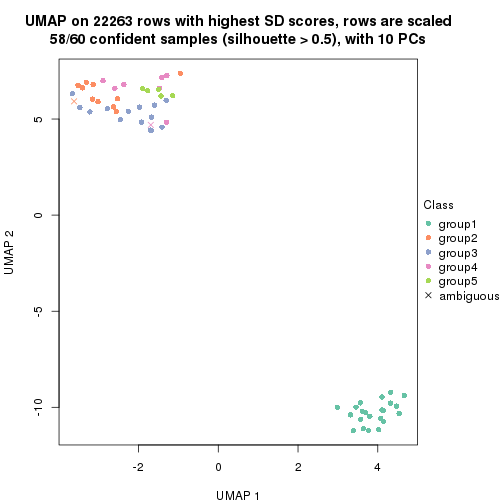 UMAP on 22263 rows with highest SD scores, rows are scaled
58/60 confident samples (silhouette > 0.5), with 10 PCs
5
0
-5
-10
UMAP 2
-2
0
2
4
UMAP 1
Class
group1
group2
group3
group4
group5
ambiguous